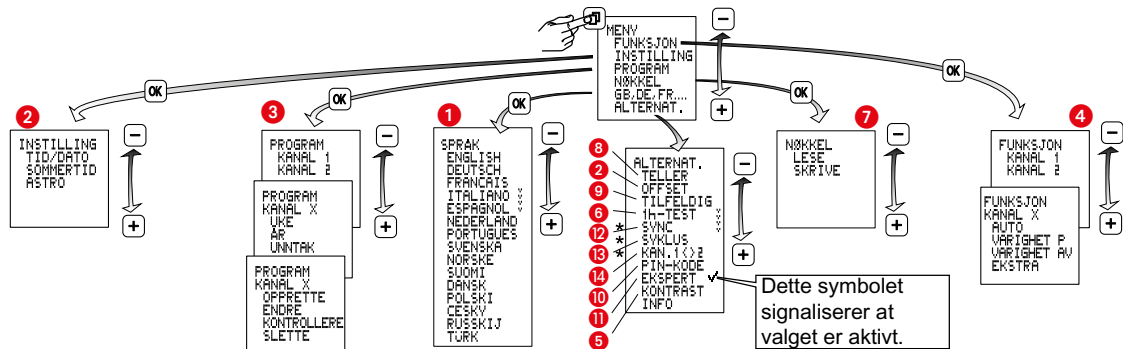 MENY
FUNKSJON
INSTILLING
PROGRAM
NØKKEL
GB,DE,FR....
ALTERNAT.
−
+
OK
OK
OK
OK
OK
2
INSTILLING
TID/DATO
SOMMERTID
ASTRO
−
+
3
PROGRAM
KANAL 1
KANAL 2
PROGRAM
KANAL X
UKE
ÅR
UNNTAK
PROGRAM
KANAL X
OPPRETTE
ENDRE
KONTROLLERE
SLETTE
−
+
1
SPRAK
ENGLISH
DEUTSCH
FRANCAIS
ITALIANO
ESPAGNOL
NEDERLAND
PORTUGUES
SVENSKA
NORSKE
SUOMI
DANSK
POLSKI
CESKY
RUSSKIJ
TÜRK
−
+
ALTERNAT.
8 TELLER
2 OFFSET
9 TILFELDIG
6 1h-TEST
12 * SYNC
13 * SYKLUS
14 * KAN.1<>2
10 PIN-KODE
11 EKSPERT ✓
5 KONTRAST
INFO
−
+
Dette symbolet
signaliserer at
valget er aktivt.
7
NØKKEL
LESE
SKRIVE
−
+
4
FUNKSJON
KANAL 1
KANAL 2
FUNKSJON
KANAL X
AUTO
VARIGHET P
VARIGHET AV
EKSTRA
−
+